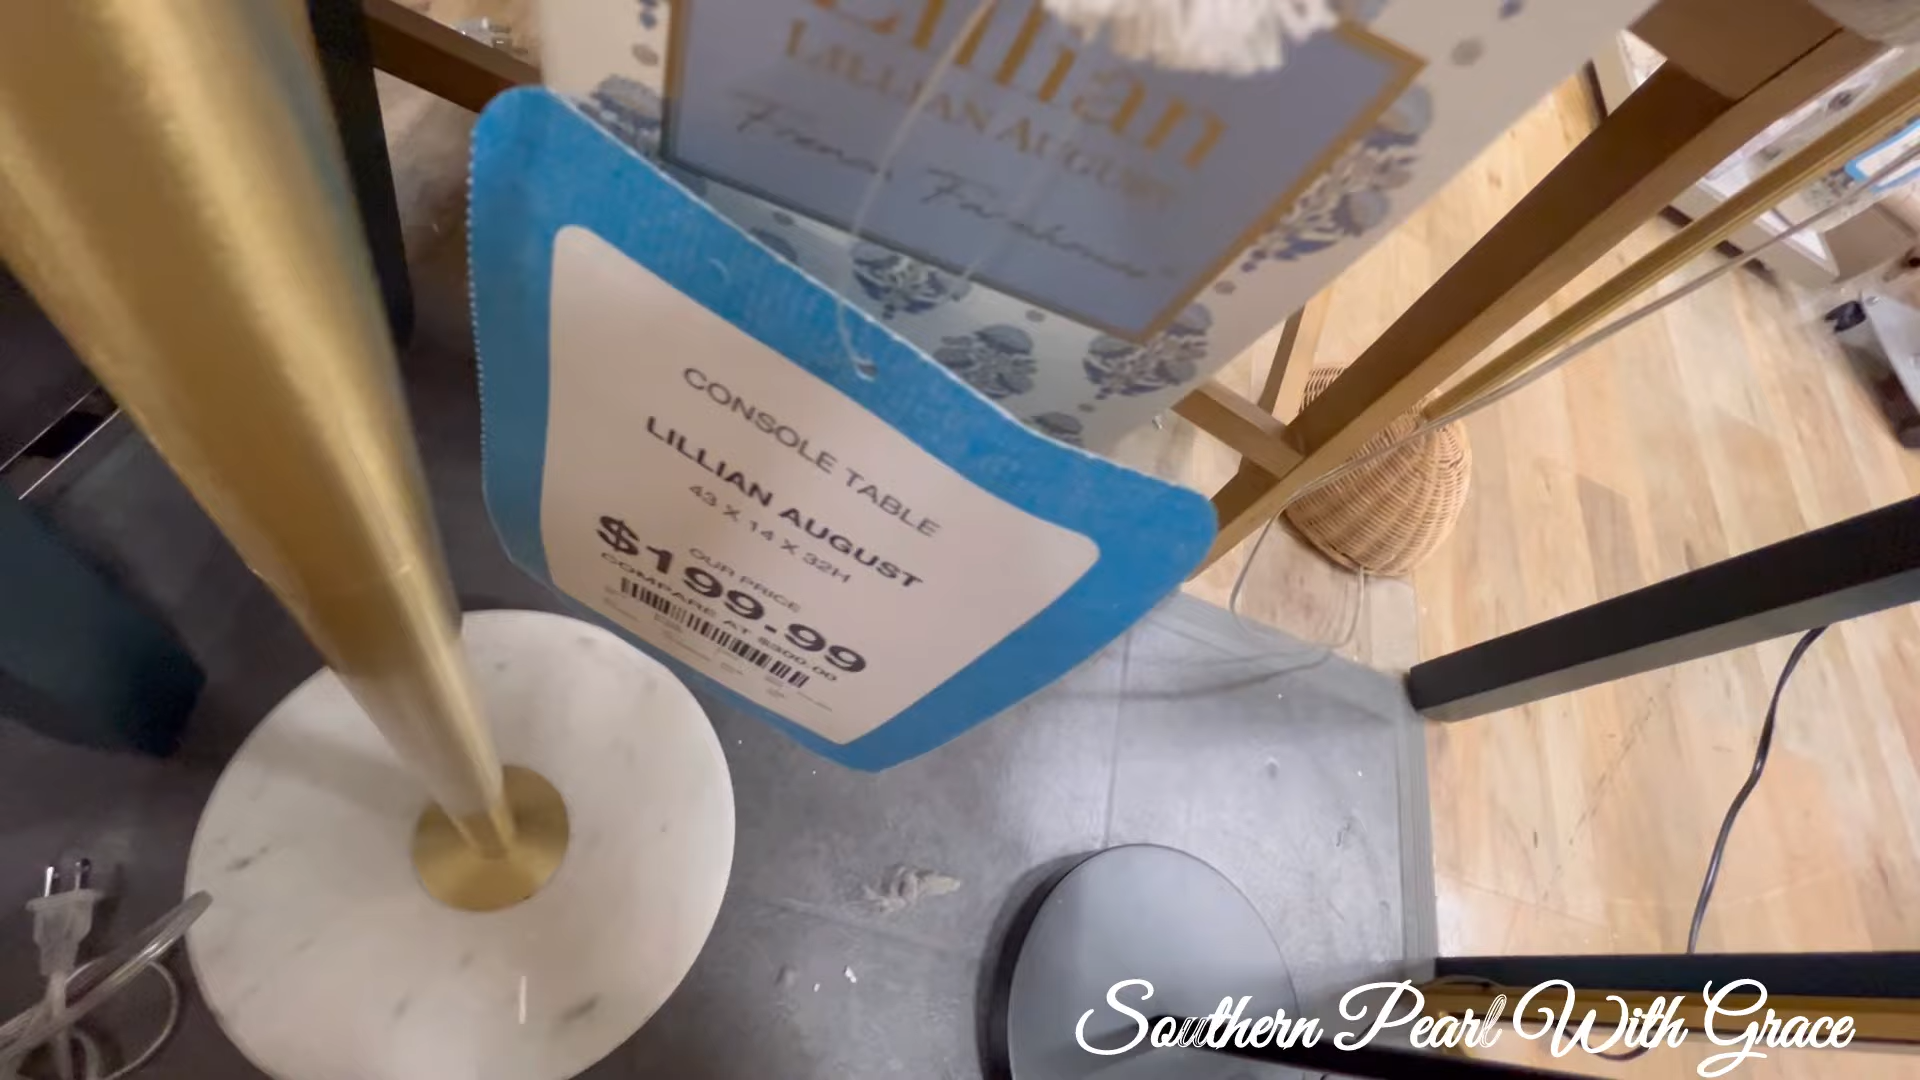 Lillian
LILLIAN AUGUST
CONSOLE TABLE
LILLIAN AUGUST
43 X 14 X 32H
OUR PRICE
$199.99
COMPARE AT $300.00
Southern Pearl With Grace